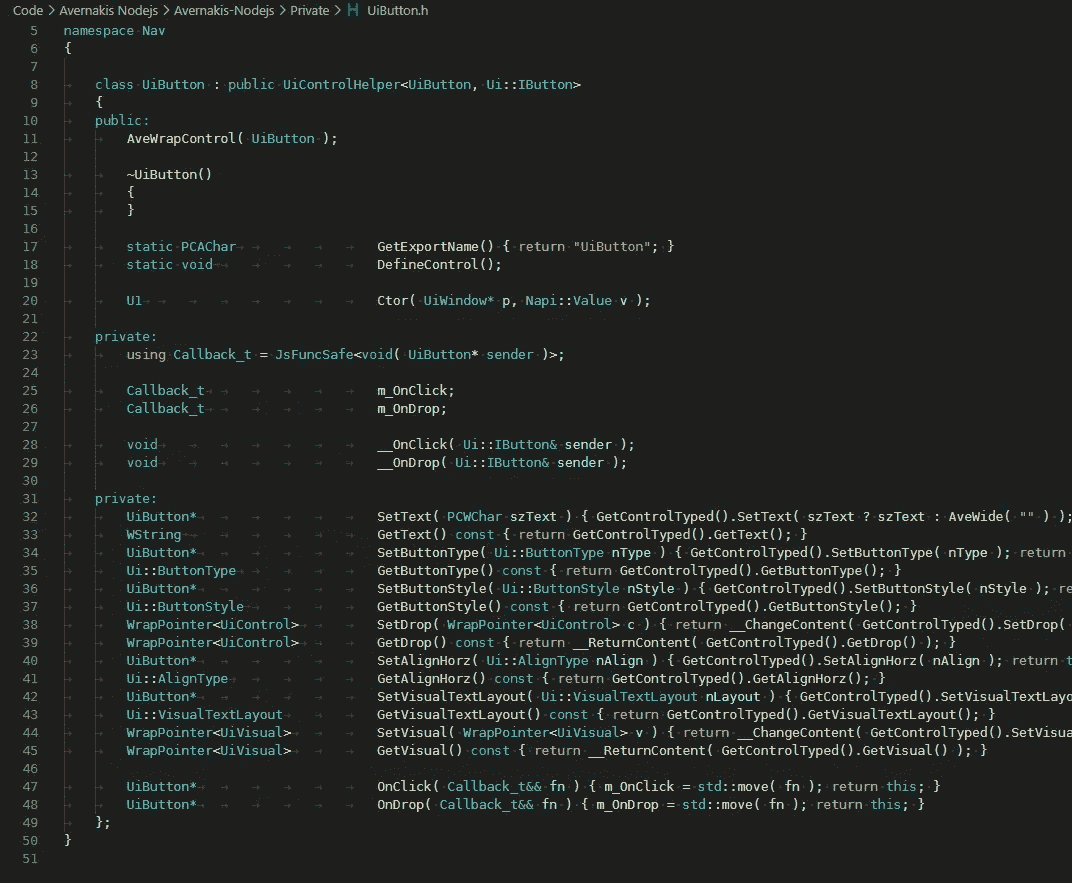 Code > Avernakis Nodejs > Avernakis-Nodejs > Private > UiButton.h
5 namespace Nav
6 {
7
8 class UiButton : public UiControlHelper<UiButton, Ui::IButton>
9 {
10 public:
11 AveWrapControl( UiButton );
12
13 ~UiButton()
14 {
15 }
16
17 static PCAChar GetExportName() { return "UiButton"; }
18 static void DefineControl();
19
20 U1 Ctor( UiWindow* p, Napi::Value v );
21
22 private:
23 using Callback_t = JsFuncSafe<void( UiButton* sender )>;
24
25 Callback_t m_OnClick;
26 Callback_t m_OnDrop;
27
28 void __OnClick( Ui::IButton& sender );
29 void __OnDrop( Ui::IButton& sender );
30
31 private:
32 UiButton* SetText( PCWChar szText ) { GetControlTyped().SetText( szText ? szText : AveWide( "" ) );
33 WString GetText() const { return GetControlTyped().GetText(); }
34 UiButton* SetButtonType( Ui::ButtonType nType ) { GetControlTyped().SetButtonType( nType ); return
35 Ui::ButtonType GetButtonType() const { return GetControlTyped().GetButtonType(); }
36 UiButton* SetButtonStyle( Ui::ButtonStyle nStyle ) { GetControlTyped().SetButtonStyle( nStyle ); re
37 Ui::ButtonStyle GetButtonStyle() const { return GetControlTyped().GetButtonStyle(); }
38 WrapPointer<UiControl> SetDrop( WrapPointer<UiControl> c ) { return __ChangeContent( GetControlTyped().SetDrop(
39 WrapPointer<UiControl> GetDrop() const { return __ReturnContent( GetControlTyped().GetDrop() ); }
40 UiButton* SetAlignHorz( Ui::AlignType nAlign ) { GetControlTyped().SetAlignHorz( nAlign ); return t
41 Ui::AlignType GetAlignHorz() const { return GetControlTyped().GetAlignHorz(); }
42 UiButton* SetVisualTextLayout( Ui::VisualTextLayout nLayout ) { GetControlTyped().SetVisualTextLayo
43 Ui::VisualTextLayout GetVisualTextLayout() const { return GetControlTyped().GetVisualTextLayout(); }
44 WrapPointer<UiVisual> SetVisual( WrapPointer<UiVisual> v ) { return __ChangeContent( GetControlTyped().SetVisua
45 WrapPointer<UiVisual> GetVisual() const { return __ReturnContent( GetControlTyped().GetVisual() ); }
46
47 UiButton* OnClick( Callback_t&& fn ) { m_OnClick = std::move( fn ); return this; }
48 UiButton* OnDrop( Callback_t&& fn ) { m_OnDrop = std::move( fn ); return this; }
49 };
50 }
51